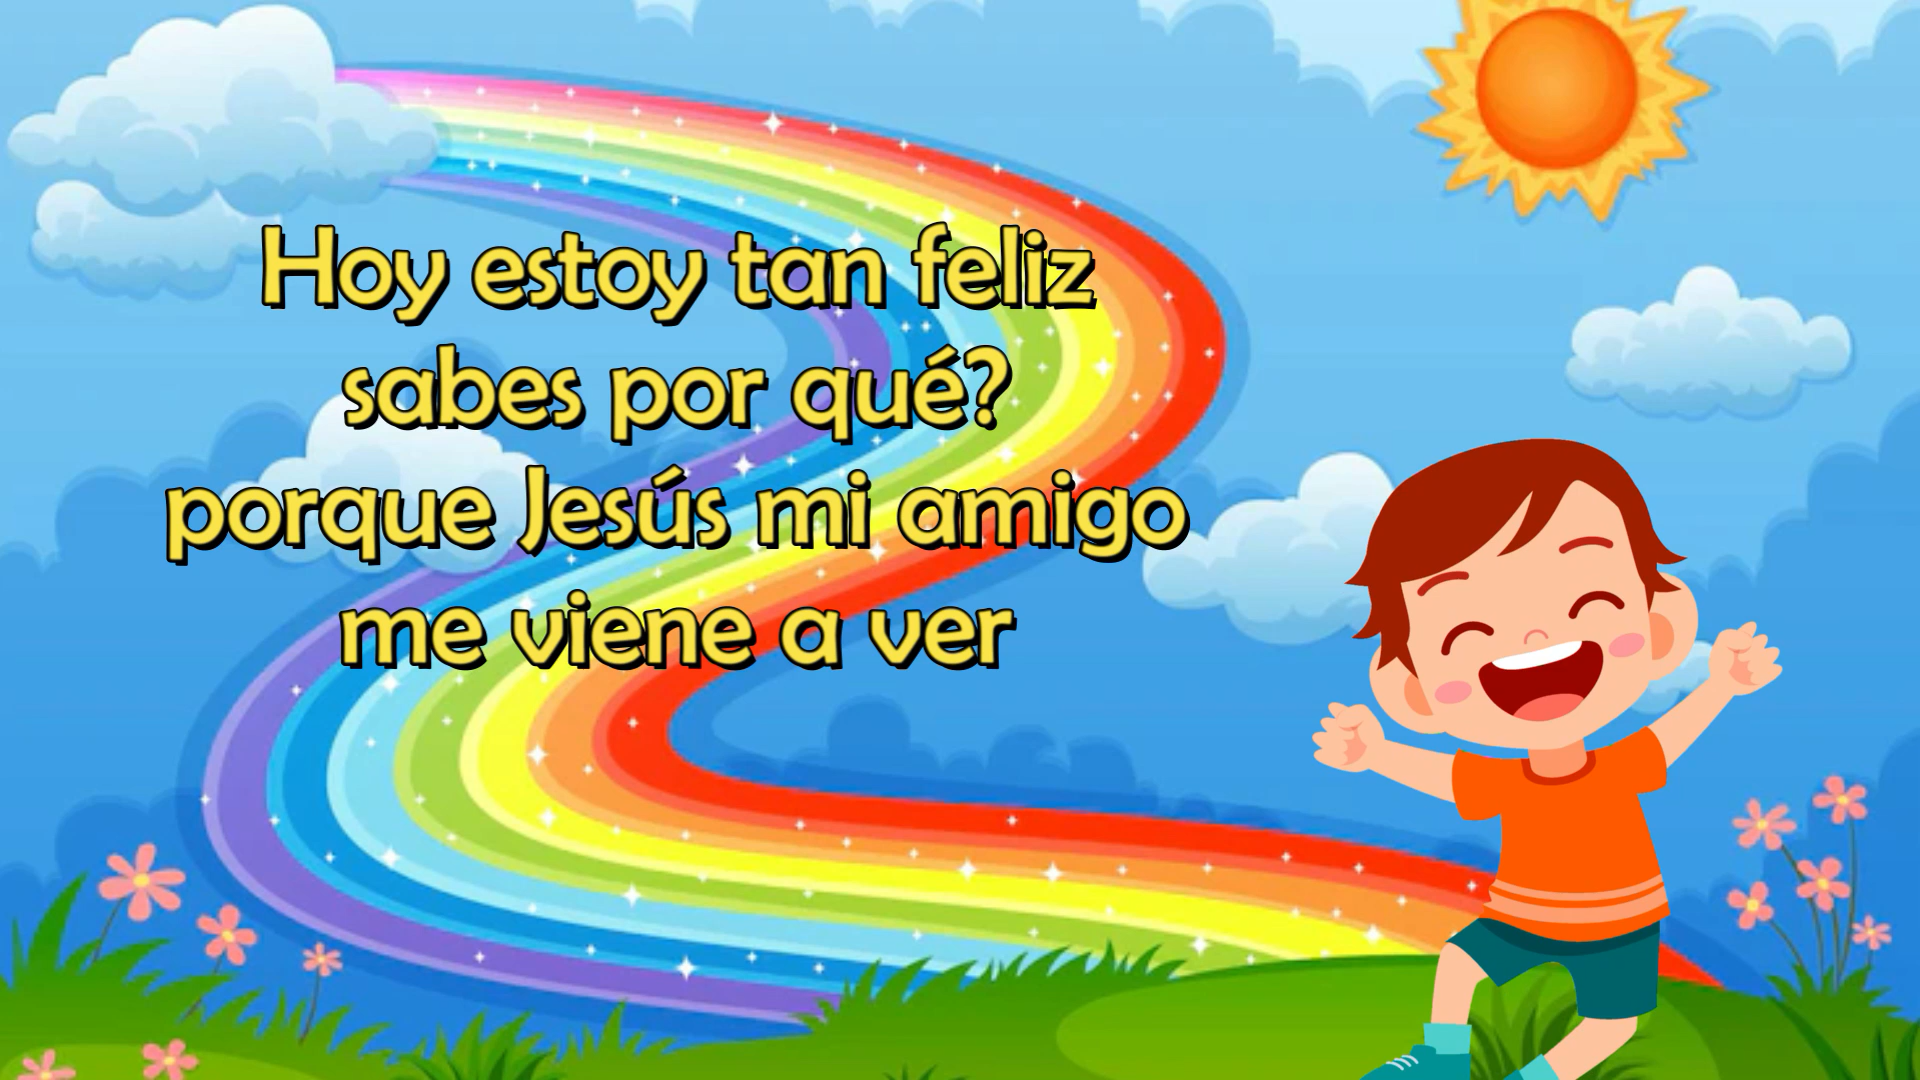 Hoy estoy tan feliz
sabes por qué?
porque Jesús mi amigo
me viene a ver